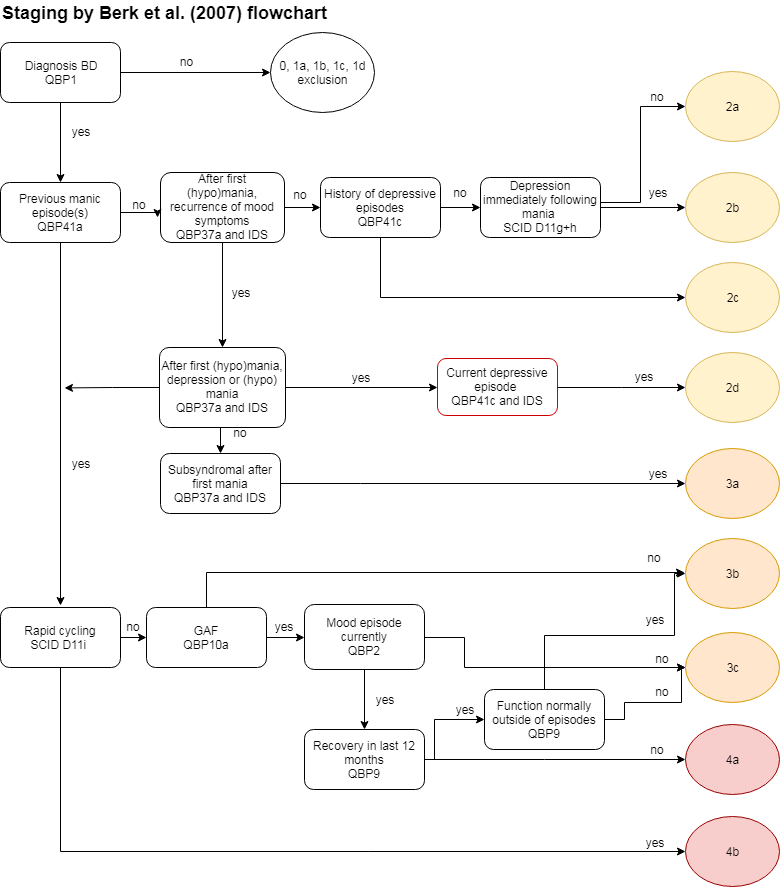 Staging by Berk et al. (2007) flowchart
Diagnosis BD
QBP1
no
0, 1a, 1b, 1c, 1d
exclusion
yes
no
2a
Previous manic
episode(s)
QBP41a
no
After first
(hypo)mania,
recurrence of mood
symptoms
QBP37a and IDS
no
History of depressive
episodes
QBP41c
no
Depression
immediately following
mania
SCID D11g+h
yes
2b
yes
2c
After first (hypo)mania,
depression or (hypo)
mania
QBP37a and IDS
yes
Current depressive
episode
QBP41c and IDS
yes
2d
no
yes
Subsyndromal after
first mania
QBP37a and IDS
yes
3a
no
3b
Rapid cycling
SCID D11i
no
GAF
QBP10a
yes
Mood episode
currently
QBP2
yes
no
3c
yes
no
Function normally
outside of episodes
QBP9
yes
Recovery in last 12
months
QBP9
no
4a
yes
4b